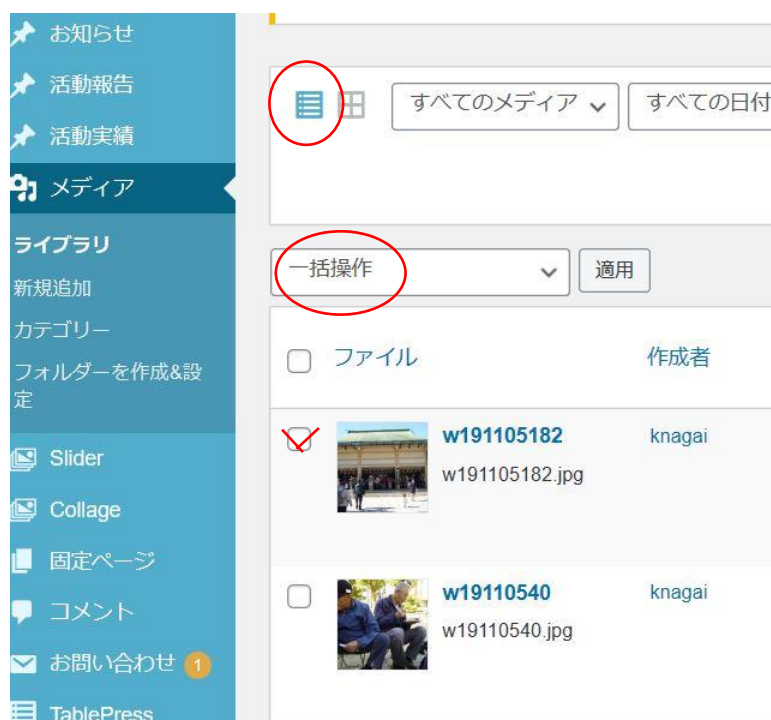 お知らせ
活動報告
活動実績
メディア
ライブラリ
新規追加
カテゴリー
フォルダーを作成&設
定
Slider
Collage
固定ページ
コメント
お問い合わせ 1
TablePress
すべてのメディア すべての日付
一括操作 適用
ファイル 作成者
w191105182 knagai
w191105182.jpg
w19110540 knagai
w19110540.jpg